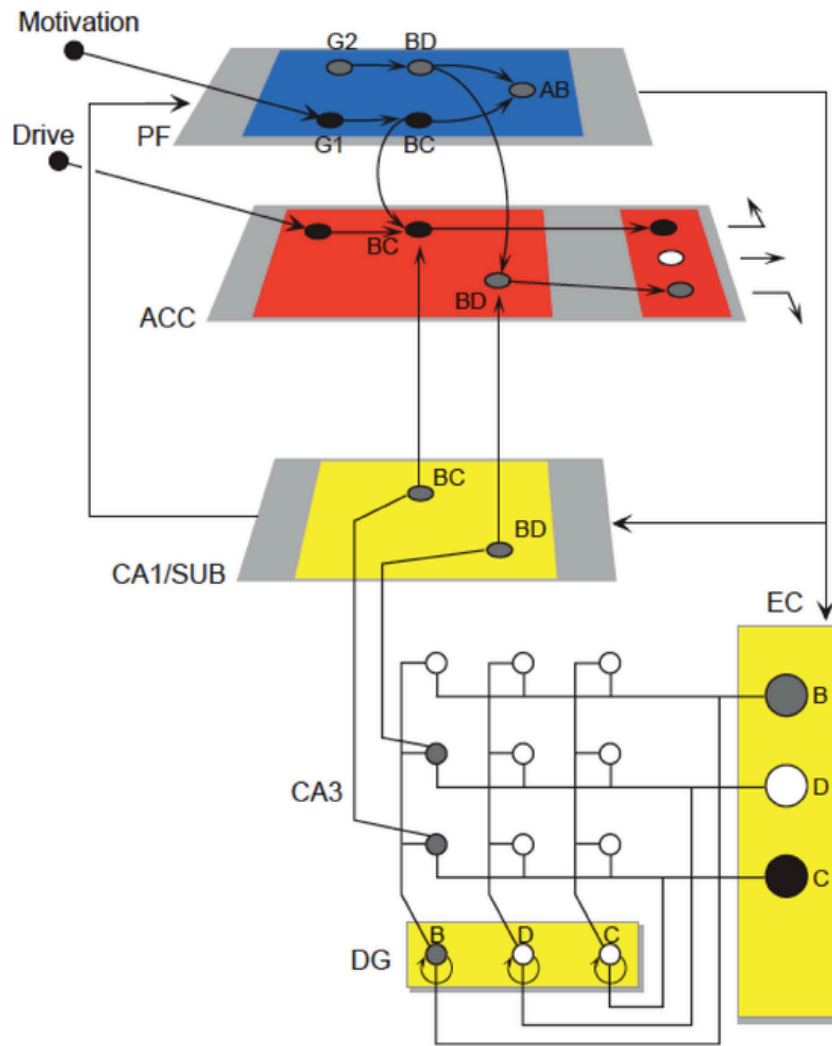 Motivation
G2 BD
AB
PF
G1 BC
Drive
BC
BD
ACC
BC
BD
CA1/SUB
EC
B
D
CA3
C
B D C
DG